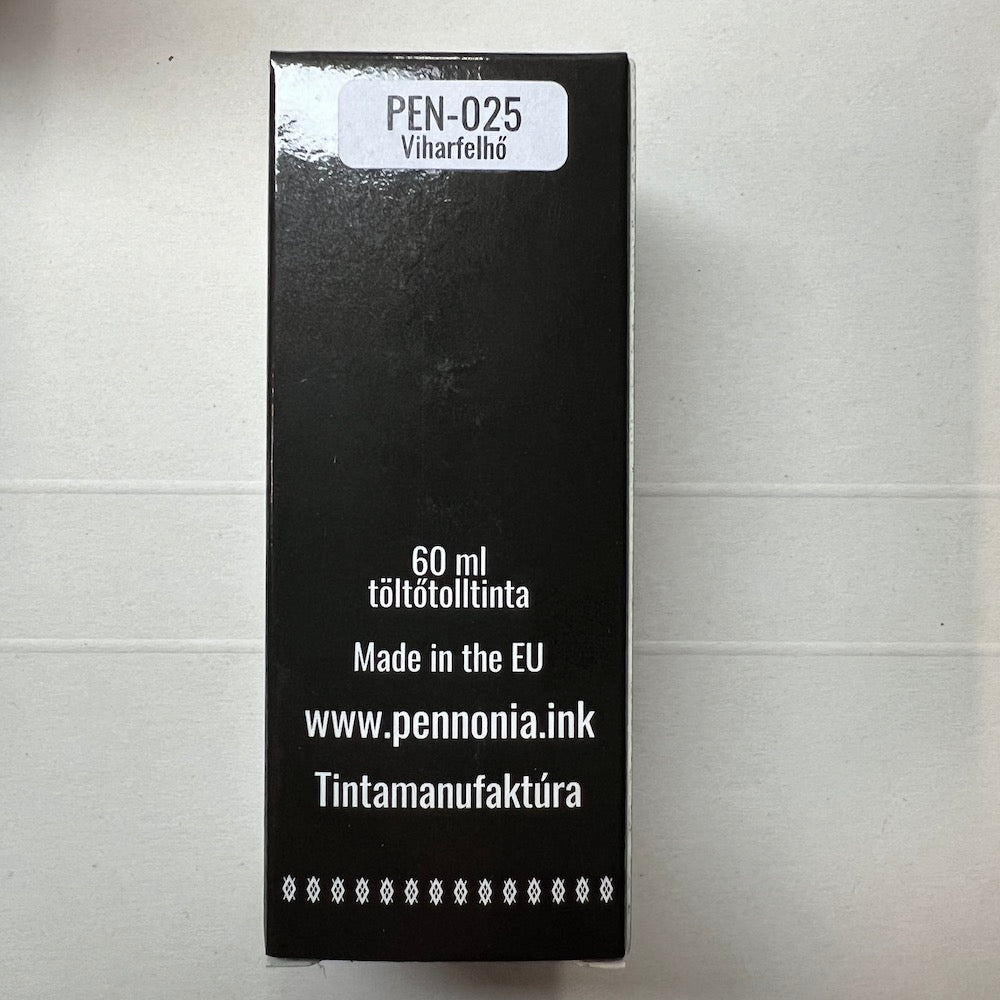 PEN-025
Viharfelhő
60 ml
töltőtolltinta
Made in the EU
www.pennonia.ink
Tintamanufaktúra